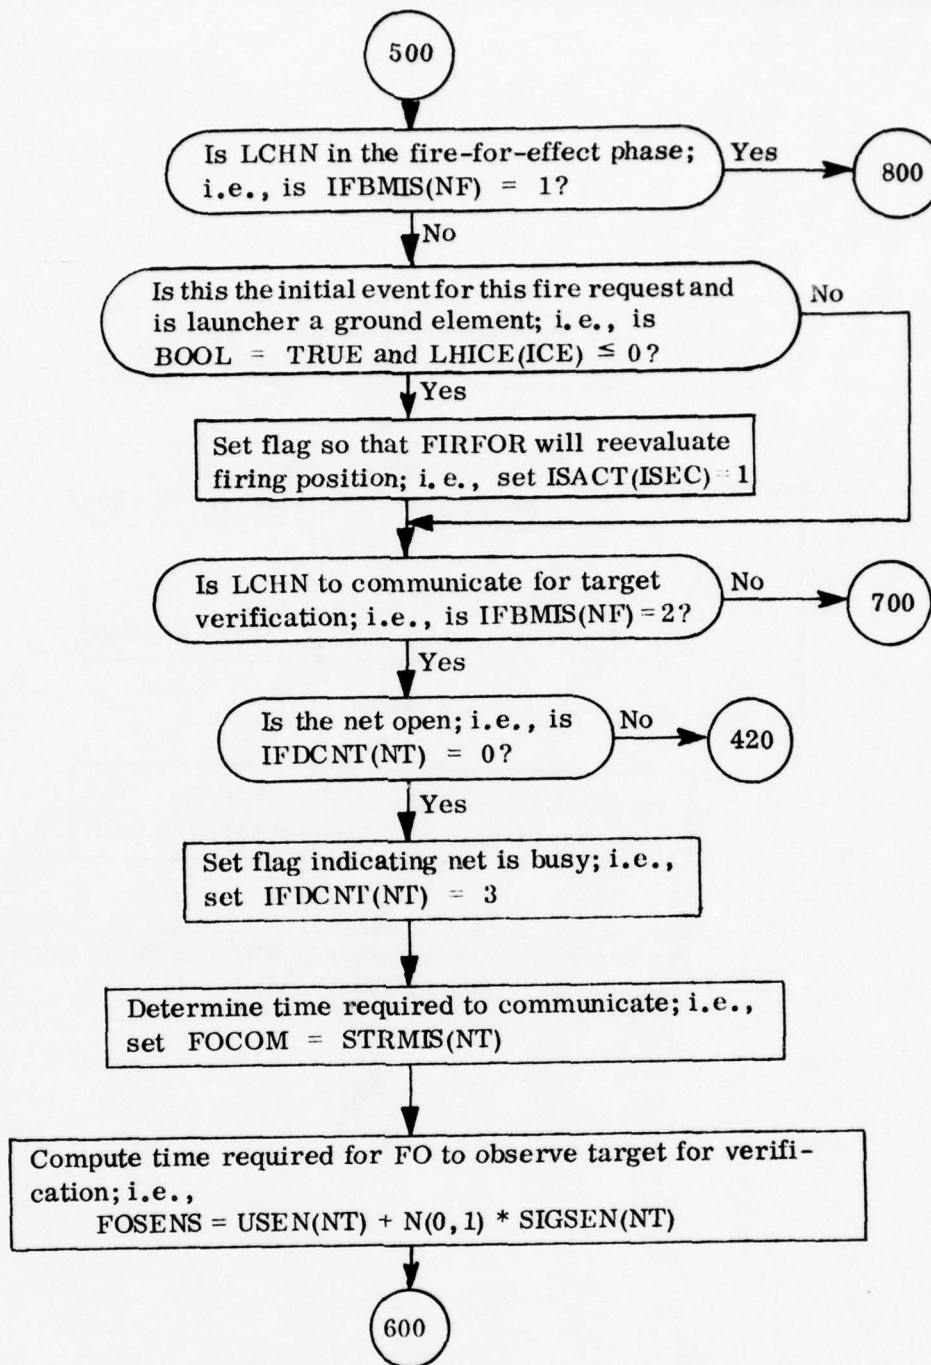 500
Is LCHN in the fire-for-effect phase;
i.e., is IFBMIS(NF) = 1?
Yes
800
No
Is this the initial event for this fire request and
is launcher a ground element; i.e., is
BOOL = TRUE and LHICE(ICE) ≤ 0?
No
Yes
Set flag so that FIRFOR will reevaluate
firing position; i.e., set ISACT(ISEC) = 1
Is LCHN to communicate for target
verification; i.e., is IFBMIS(NF) = 2?
No
700
Yes
Is the net open; i.e., is
IFDCNT(NT) = 0?
No
420
Yes
Set flag indicating net is busy; i.e.,
set IFDCNT(NT) = 3
Determine time required to communicate; i.e.,
set FOCOM = STRMIS(NT)
Compute time required for FO to observe target for verifi-
cation; i.e.,
FOSENS = USEN(NT) + N(0, 1) * SIGSEN(NT)
600